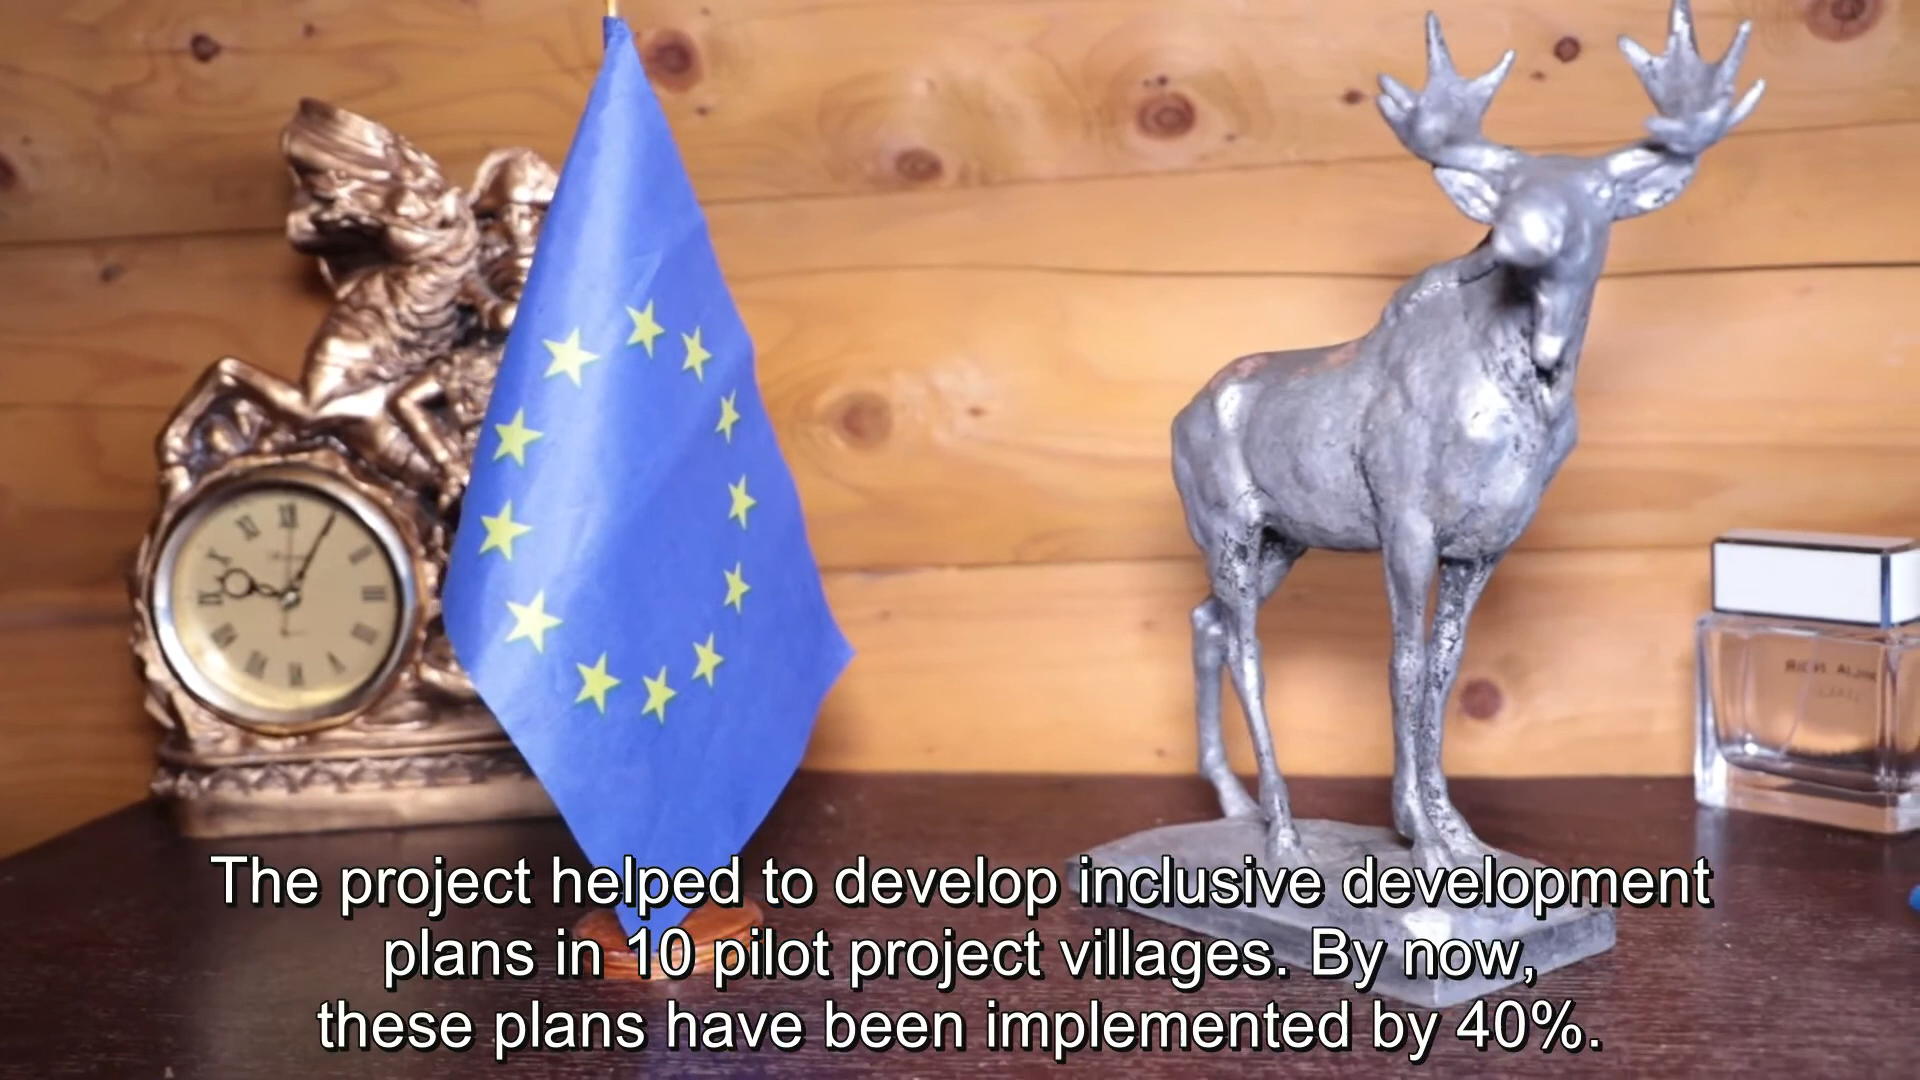 The project helped to develop inclusive development
plans in 10 pilot project villages. By now,
these plans have been implemented by 40%.